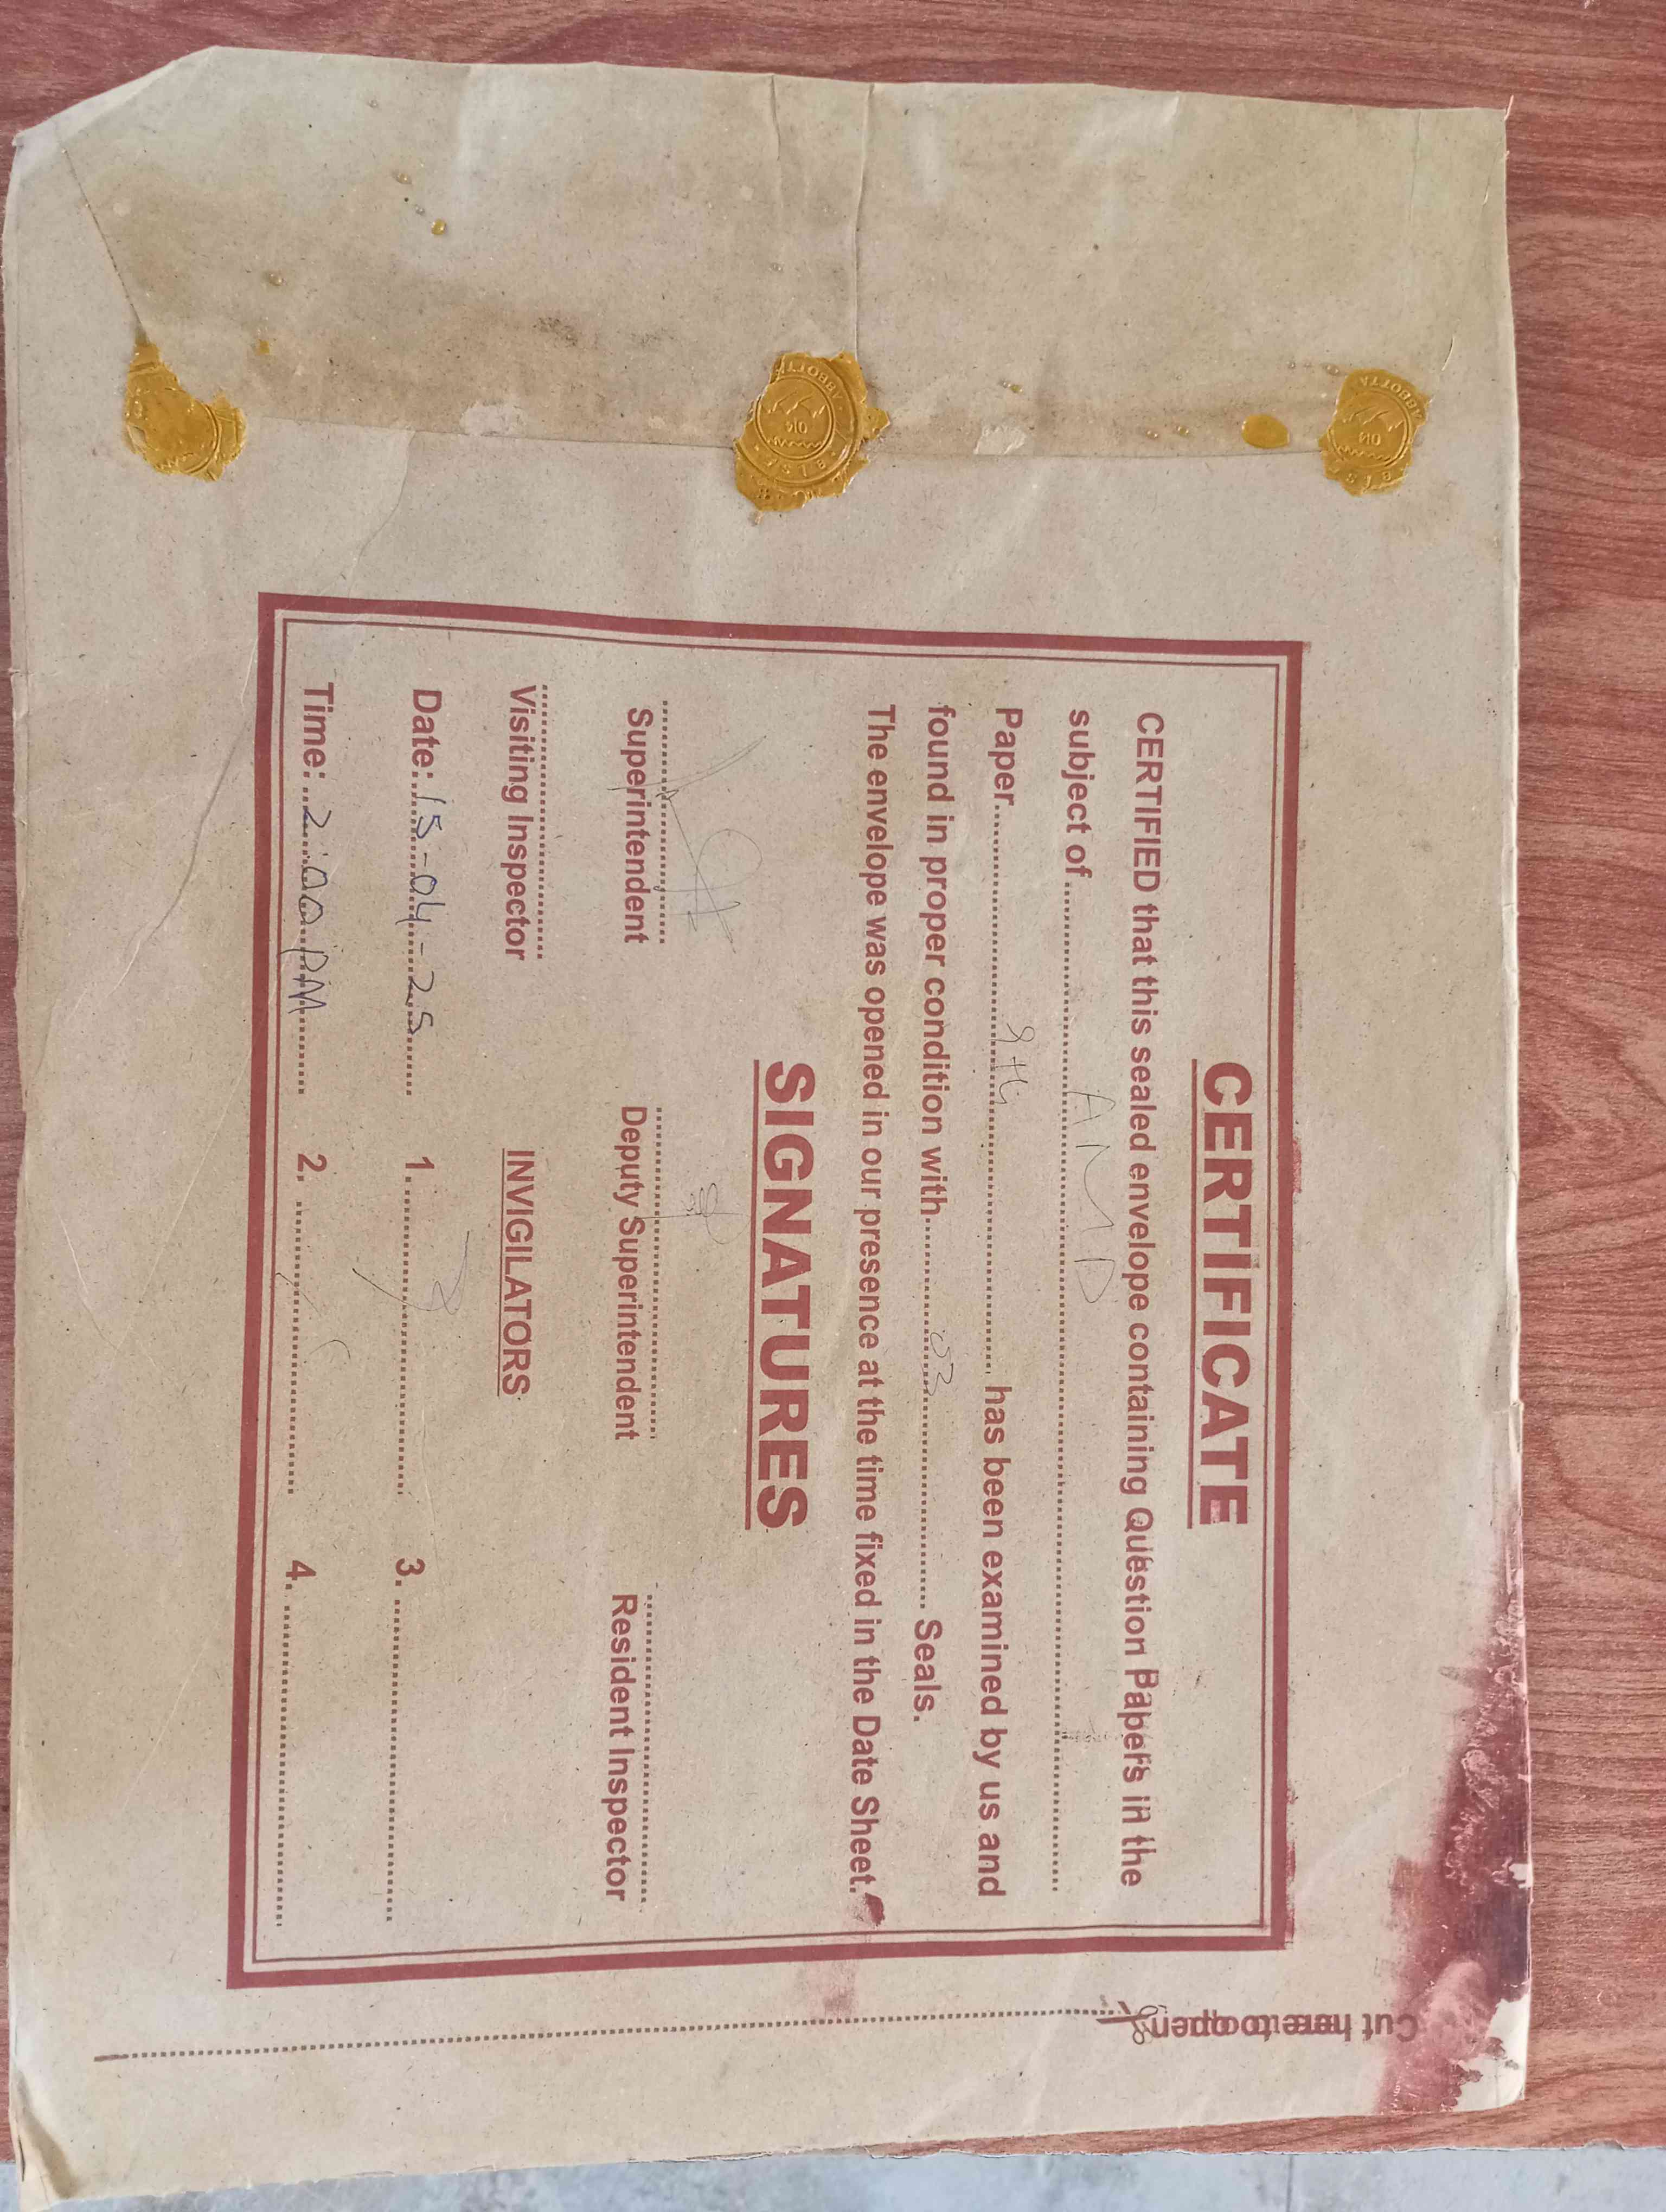 CERTIFICATE
CERTIFIED that this sealed envelope containing Question Papers in the
subject of .............. AMD ..............
Paper.............. 9th .............. has been examined by us and
found in proper condition with.............. 03 .............. Seals.
The envelope was opened in our presence at the time fixed in the Date Sheet.
SIGNATURES
Superintendent Deputy Superintendent Resident Inspector
Visiting Inspector INVIGILATORS
Date: 15-04-25 1. .............. 3. ..............
Time: 2:00 PM 2. .............. 4. ..............
Cut here to open
ABBOTTA
ABBOTTA